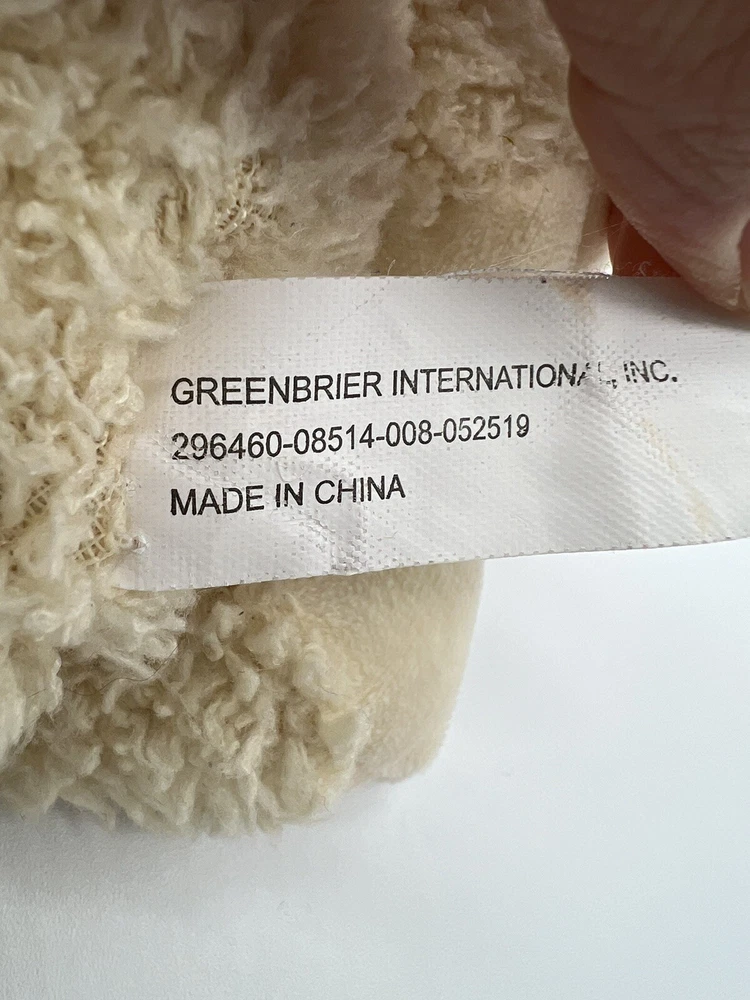 GREENBRIER INTERNATIONAL, INC.
296460-08514-008-052519
MADE IN CHINA